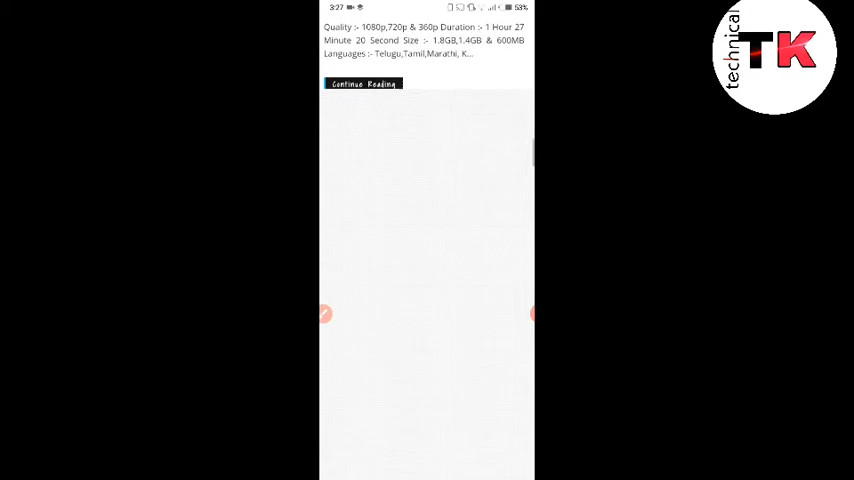 3:27
53%
Quality :- 1080p,720p & 360p Duration :- 1 Hour 27
Minute 20 Second Size :- 1.8GB,1.4GB & 600MB
Languages :- Telugu,Tamil,Marathi, K...
Continue Reading
technical
TK